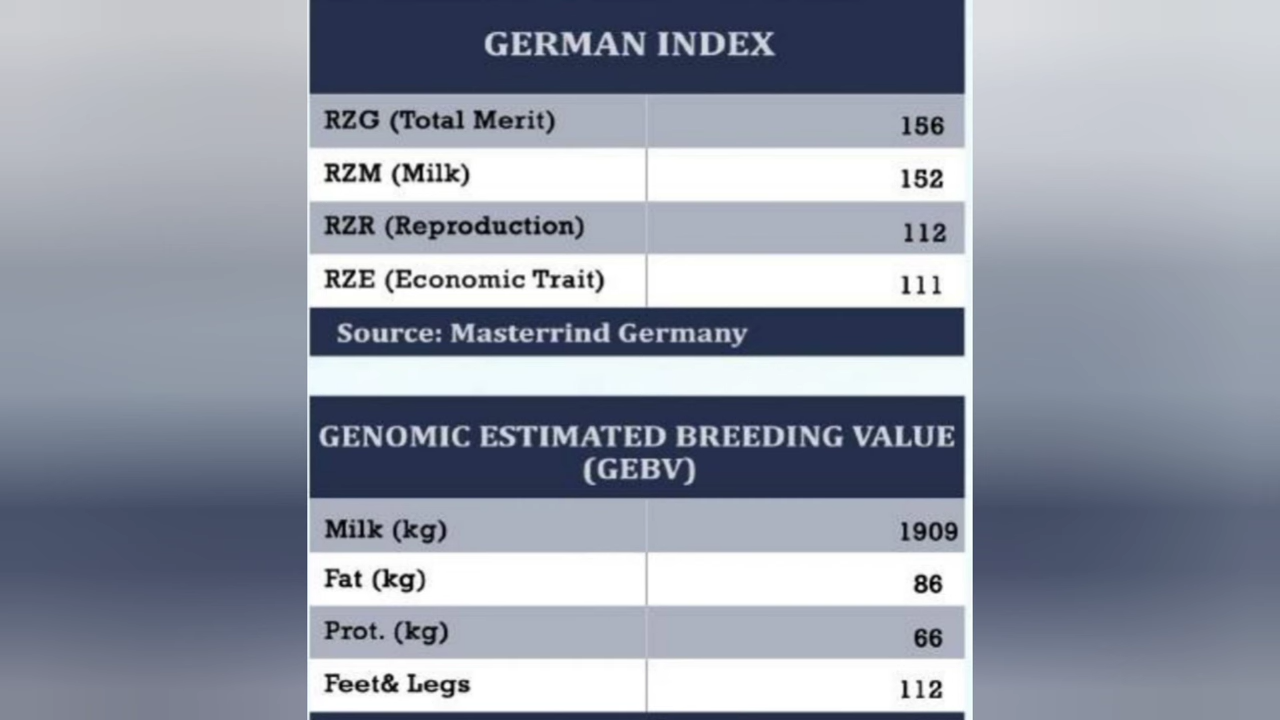 GERMAN INDEX
RZG (Total Merit) 156
RZM (Milk) 152
RZR (Reproduction) 112
RZE (Economic Trait) 111
Source: Masterrind Germany
GENOMIC ESTIMATED BREEDING VALUE
(GEBV)
Milk (kg) 1909
Fat (kg) 86
Prot. (kg) 66
Feet& Legs 112